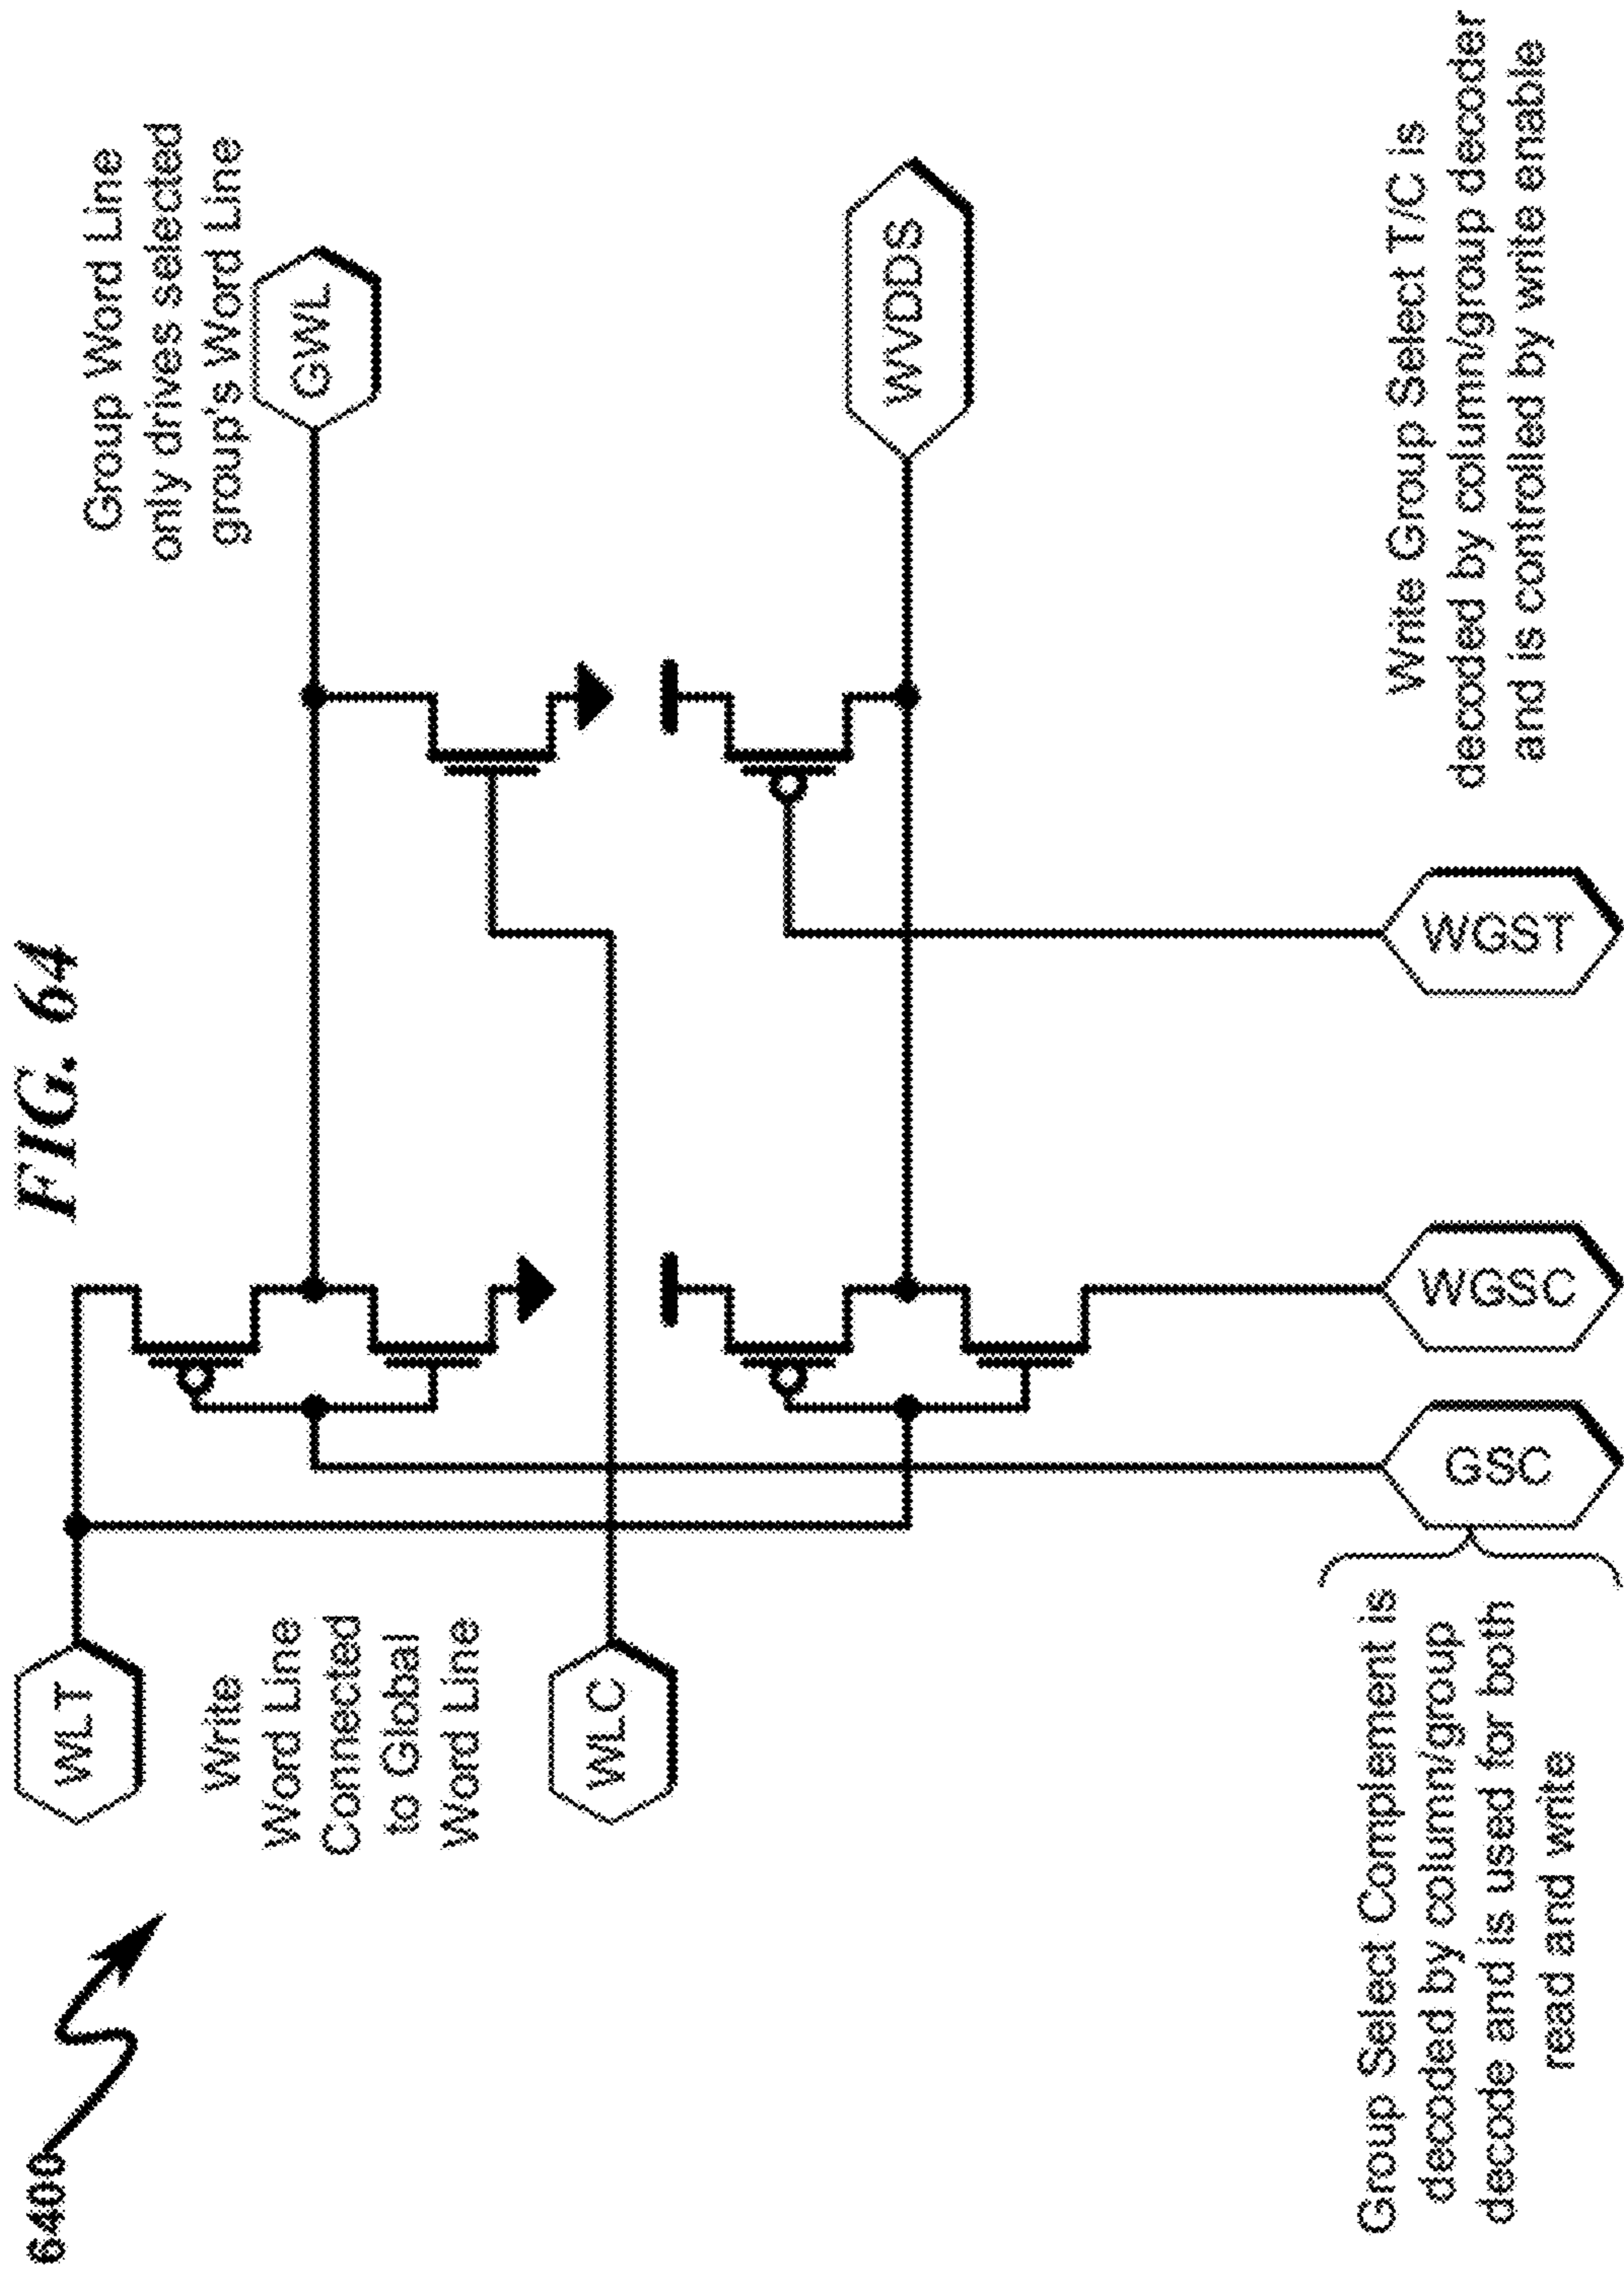 FIG. 64
6400
WLT
Write
Word Line
Connected
to Global
Word Line
WLC
Group Word Line
only drives selected
group's Word Line
GWL
WVDDS
Group Select Complement is
decoded by column/group
decode and is used for both
read and write
GSC
WGSC
WGST
Write Group Select T/C is
decoded by column/group decoder
and is controlled by write enable